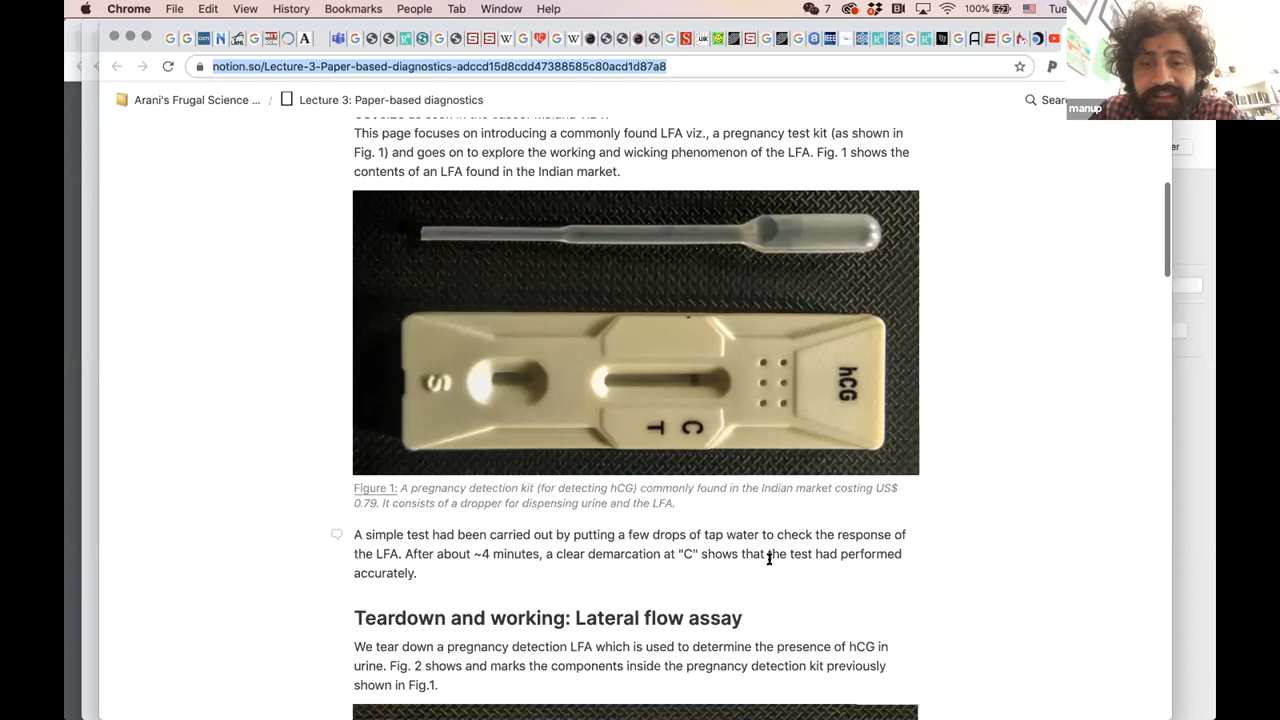 Chrome File Edit View History Bookmarks People Tab Window Help 7 100% Tue
notion.so/Lecture-3-Paper-based-diagnostics-adccd15d8cdd47388585c80acd1d87a8
manup
Arani's Frugal Science ... / Lecture 3: Paper-based diagnostics Sear
This page focuses on introducing a commonly found LFA viz., a pregnancy test kit (as shown in
Fig. 1) and goes on to explore the working and wicking phenomenon of the LFA. Fig. 1 shows the
contents of an LFA found in the Indian market.
S
T C
hCG
Figure 1: A pregnancy detection kit (for detecting hCG) commonly found in the Indian market costing US$
0.79. It consists of a dropper for dispensing urine and the LFA.
A simple test had been carried out by putting a few drops of tap water to check the response of
the LFA. After about ~4 minutes, a clear demarcation at "C" shows that the test had performed
accurately.
Teardown and working: Lateral flow assay
We tear down a pregnancy detection LFA which is used to determine the presence of hCG in
urine. Fig. 2 shows and marks the components inside the pregnancy detection kit previously
shown in Fig.1.